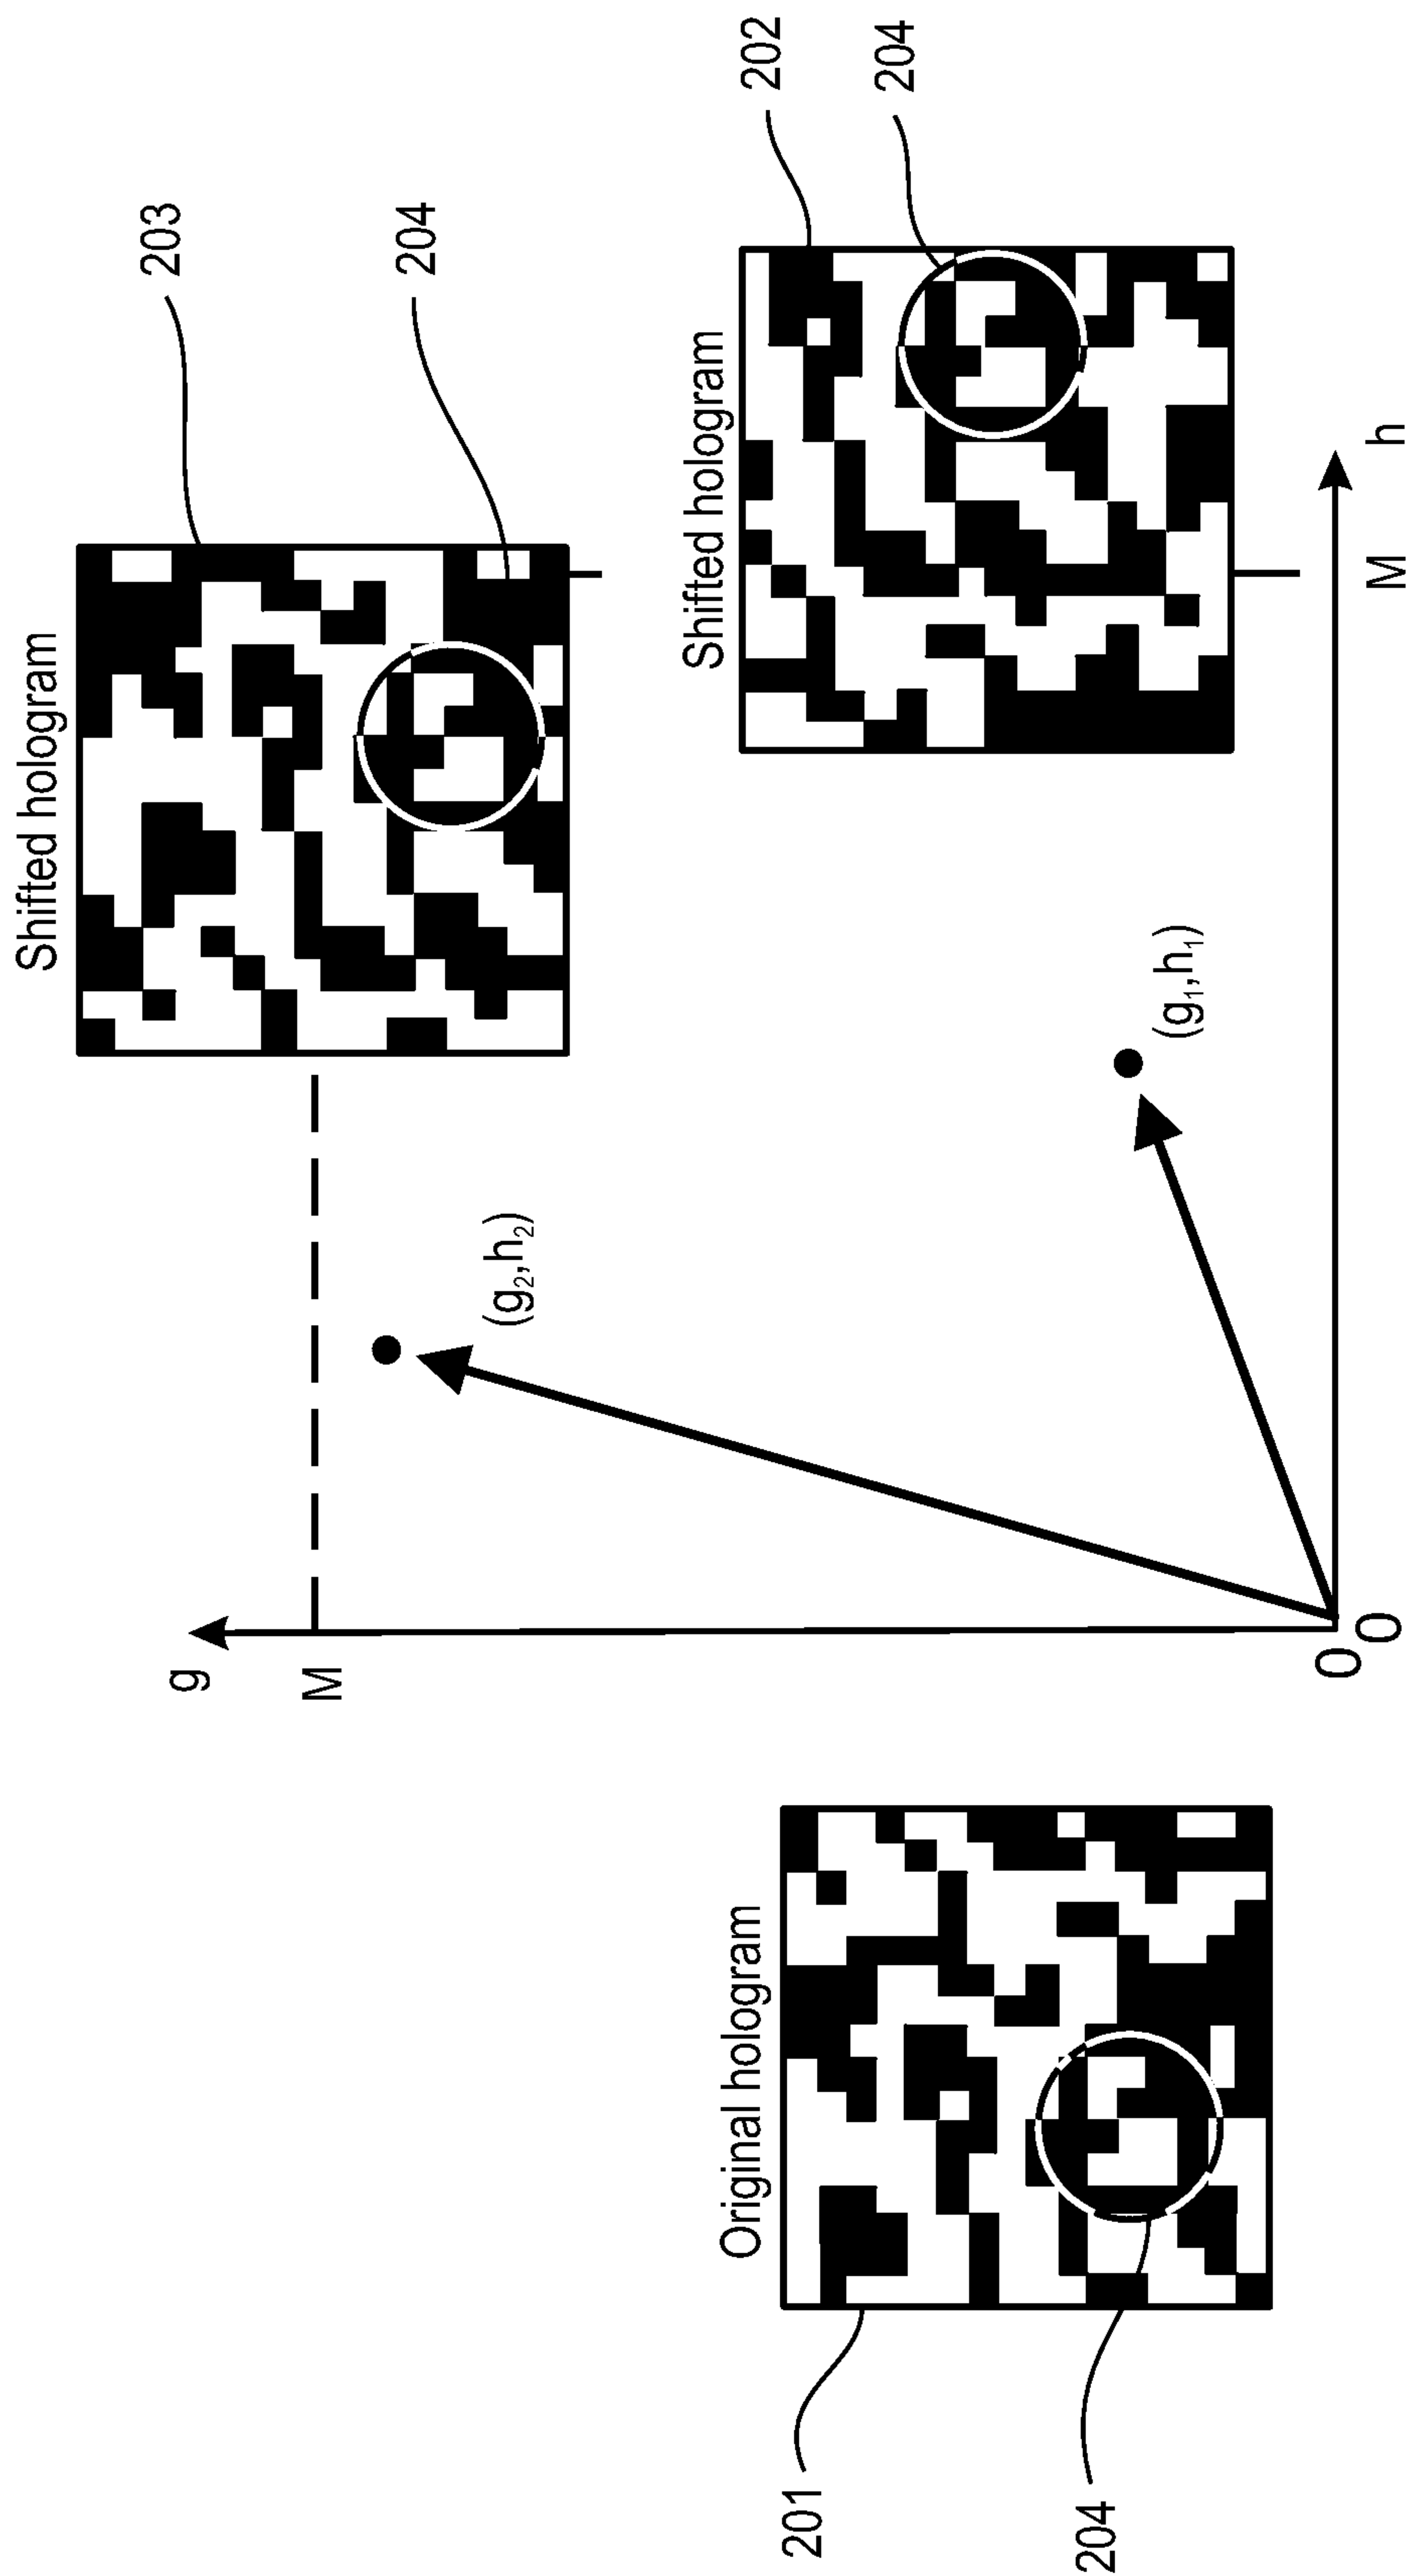 Shifted hologram
203
204
Shifted hologram
202
204
Original hologram
201
204
g
M
(g₂,h₂)
(g₁,h₁)
0
0
M
h